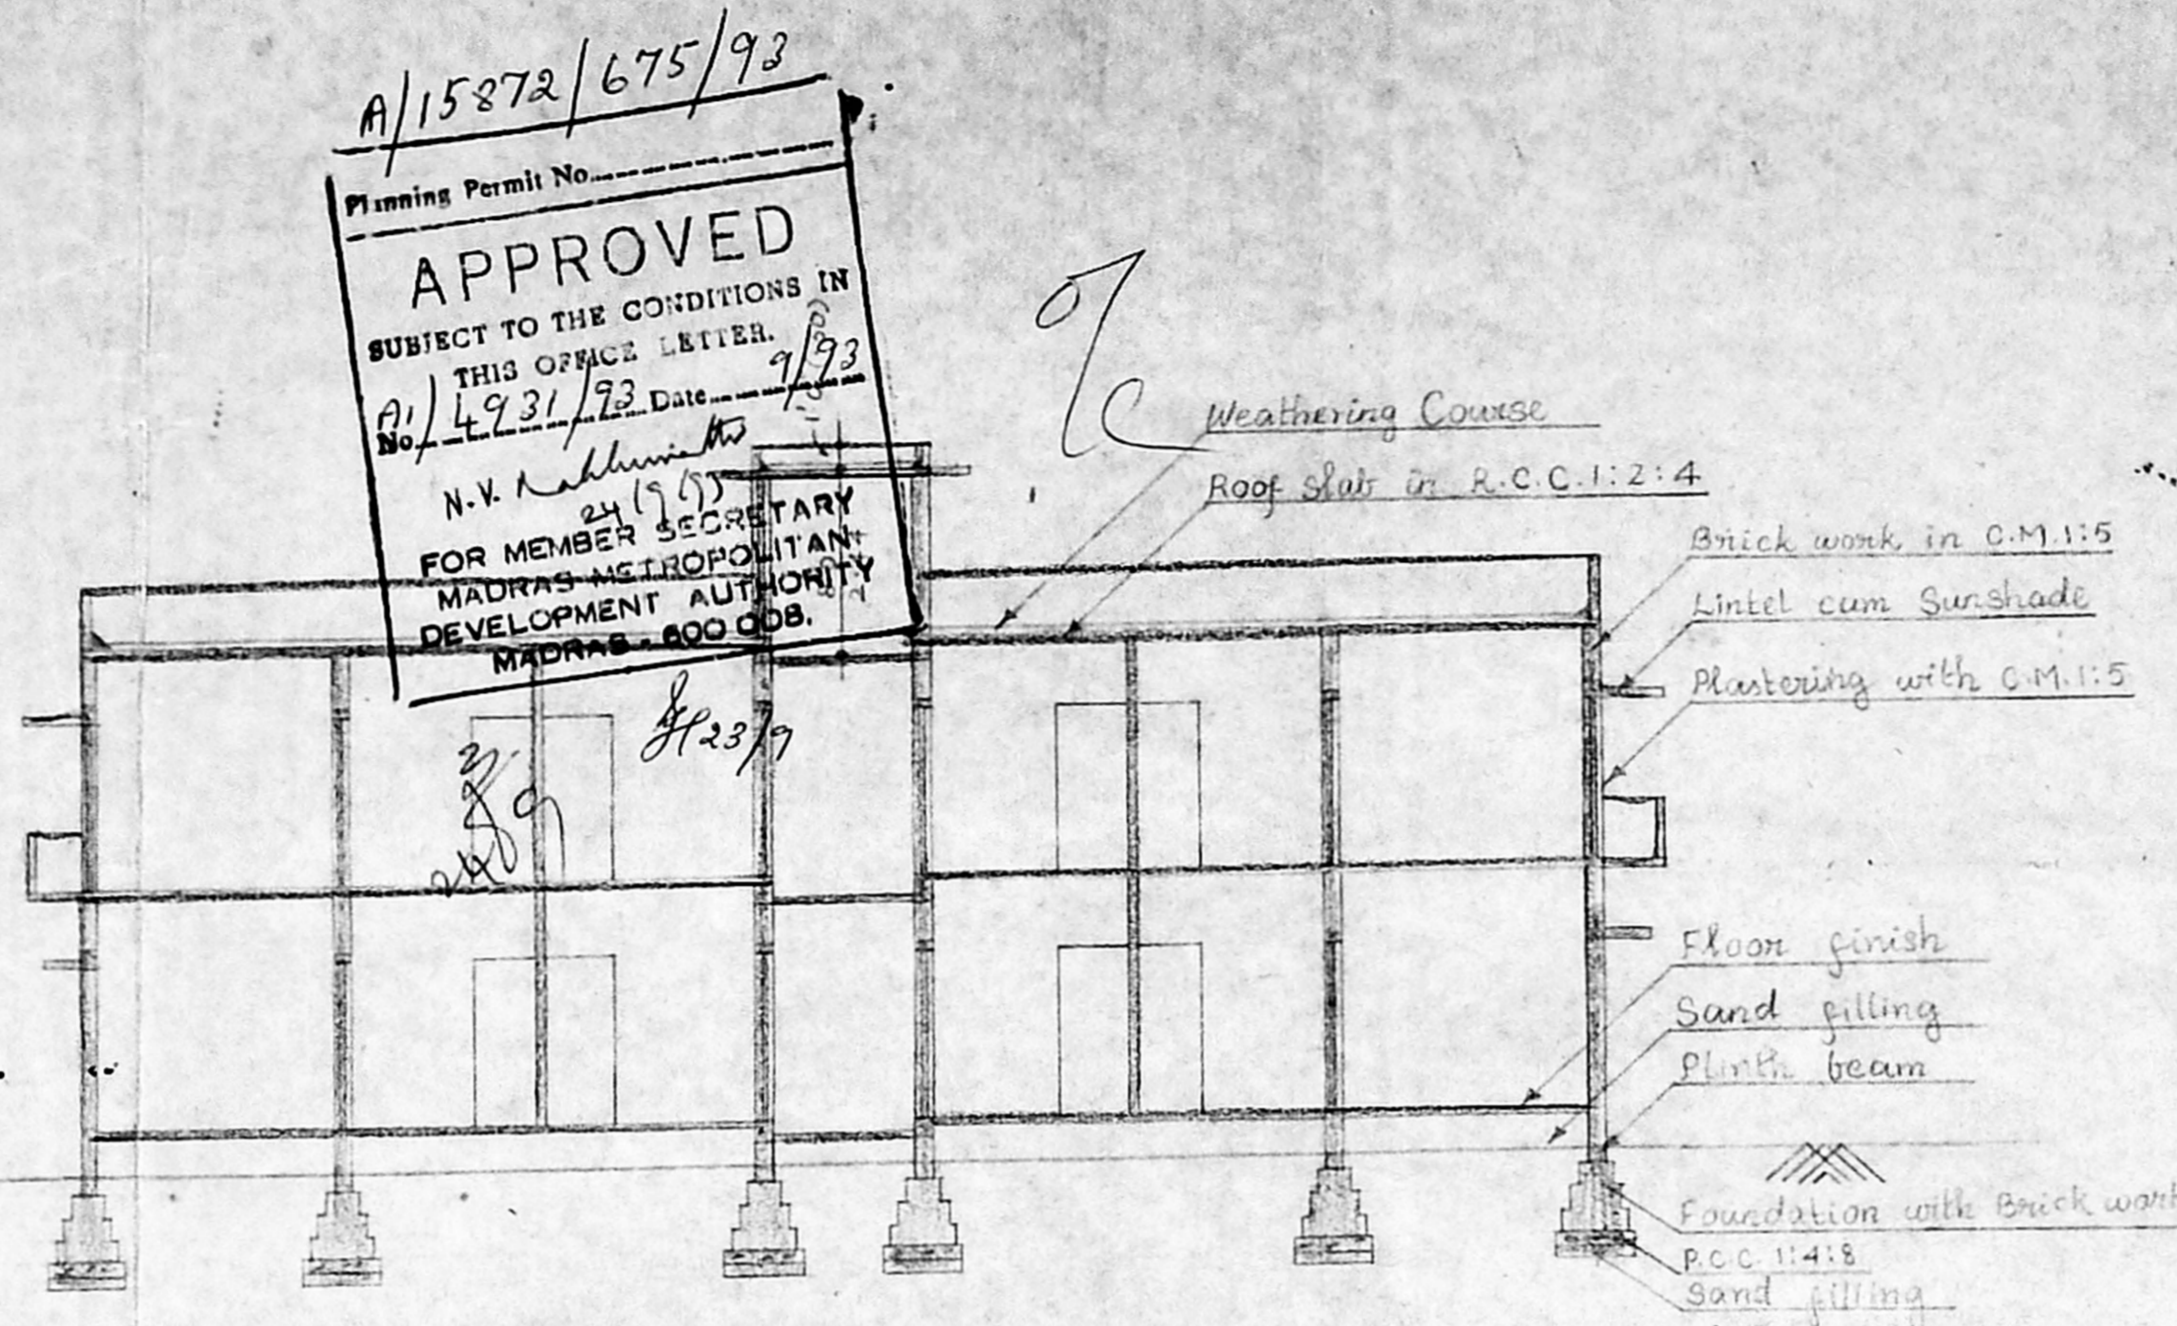 A/15872/675/93
Planning Permit No.
APPROVED
SUBJECT TO THE CONDITIONS IN
THIS OFFICE LETTER.
No. A1/4931/93 Date 9/93
N.V.
24/9/93
FOR MEMBER SECRETARY
MADRAS METROPOLITAN
DEVELOPMENT AUTHORITY
MADRAS - 600 008.
23/9
Weathering Course
Roof slab in R.C.C.1:2:4
Brick work in C.M.1:5
Lintel cum Sunshade
Plastering with C.M.1:5
Floor finish
Sand filling
Plinth beam
Foundation with Brick work
P.C.C. 1:4:8
Sand filling